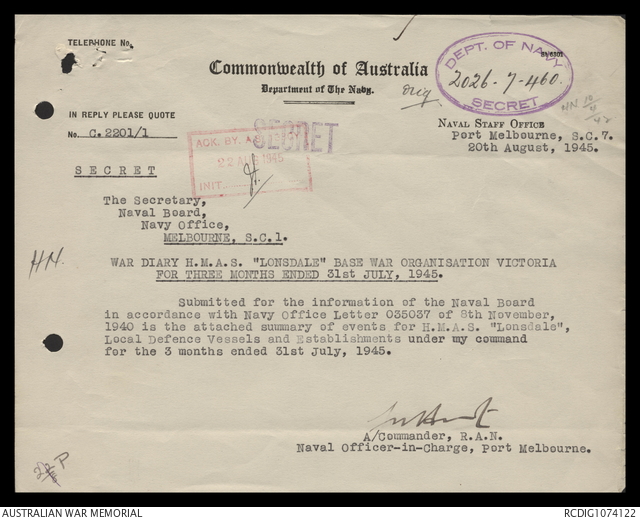 TELEPHONE No.
Commonwealth of Australia
Department of The Navy.
orig
DEPT. OF NAVY
2026-7-460.
SECRET
IN REPLY PLEASE QUOTE
No. C.2201/1
NAVAL STAFF OFFICE
Port Melbourne, S.C.7.
20th August, 1945.
SECRET
ACK. BY A
22 AUG 1945
INIT
SECRET
The Secretary,
Naval Board,
Navy Office,
MELBOURNE, S.C.1.
HN.
WAR DIARY H.M.A.S. "LONSDALE" BASE WAR ORGANISATION VICTORIA
FOR THREE MONTHS ENDED 31st JULY, 1945.
Submitted for the information of the Naval Board
in accordance with Navy Office Letter 035037 of 8th November,
1940 is the attached summary of events for H.M.A.S. "Lonsdale",
Local Defence Vessels and Establishments under my command
for the 3 months ended 31st July, 1945.
A/Commander, R.A.N.
Naval Officer-in-Charge, Port Melbourne.
AUSTRALIAN WAR MEMORIAL
RCDIG1074122